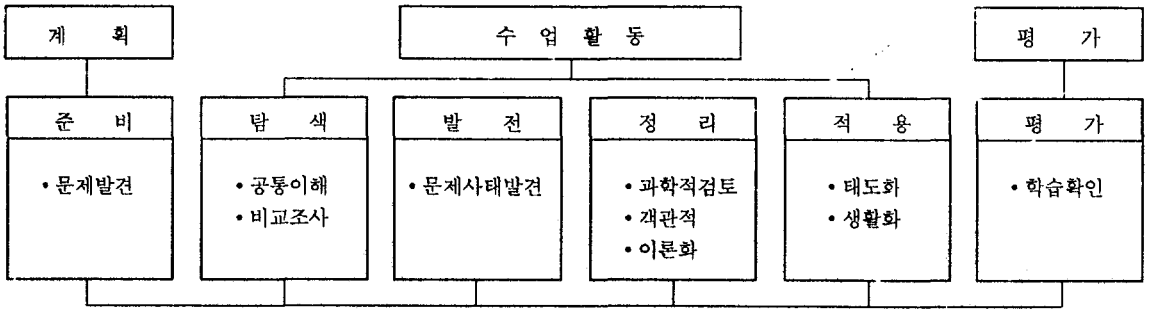 계 획
수 업 활 동
평 가
준 비
탐 색
발 전
정 리
적 용
평 가
• 문제발견
• 공통이해
• 비교조사
• 문제사태발견
• 과학적검토
• 객관적
• 이론화
• 태도화
• 생활화
• 학습확인